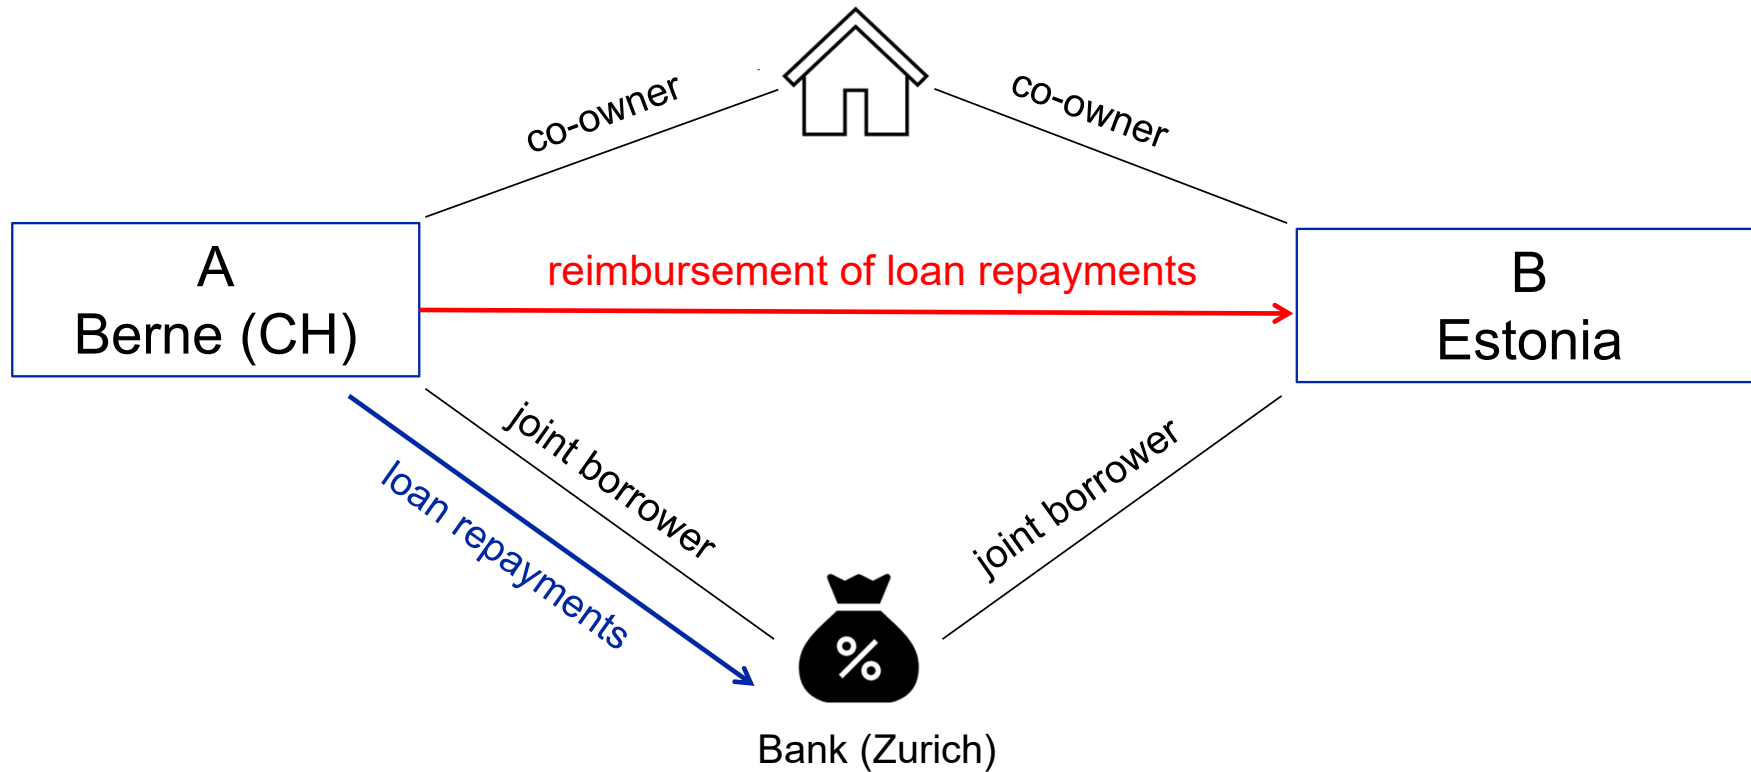 co-owner
co-owner
A
Berne (CH)
reimbursement of loan repayments
B
Estonia
joint borrower
joint borrower
loan repayments
%
Bank (Zurich)